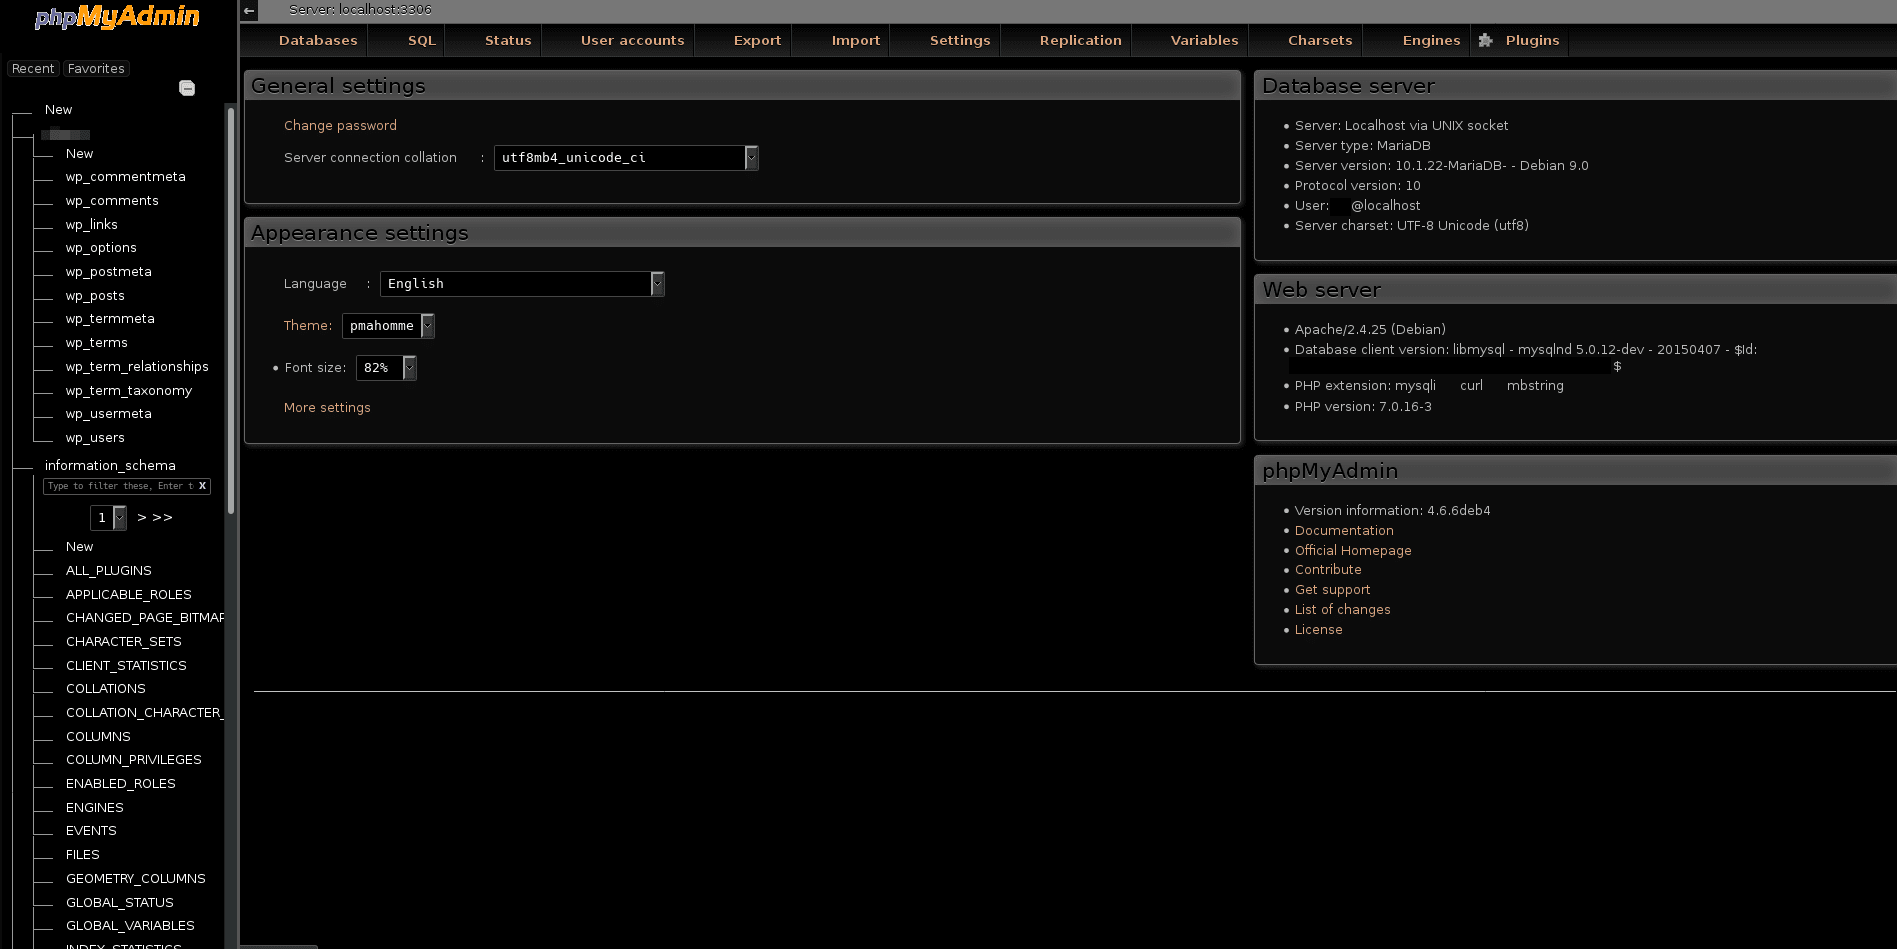 phpMyAdmin
Recent Favorites
New
New
wp_commentmeta
wp_comments
wp_links
wp_options
wp_postmeta
wp_posts
wp_termmeta
wp_terms
wp_term_relationships
wp_term_taxonomy
wp_usermeta
wp_users
information_schema
Type to filter these, Enter t X
1 > >>
New
ALL_PLUGINS
APPLICABLE_ROLES
CHANGED_PAGE_BITMAP
CHARACTER_SETS
CLIENT_STATISTICS
COLLATIONS
COLLATION_CHARACTER_
COLUMNS
COLUMN_PRIVILEGES
ENABLED_ROLES
ENGINES
EVENTS
FILES
GEOMETRY_COLUMNS
GLOBAL_STATUS
GLOBAL_VARIABLES
INDEX_STATISTICS
Server: localhost:3306
Databases SQL Status User accounts Export Import Settings Replication Variables Charsets Engines Plugins
General settings
Change password
Server connection collation : utf8mb4_unicode_ci
Appearance settings
Language : English
Theme: pmahomme
• Font size: 82%
More settings
Database server
• Server: Localhost via UNIX socket
• Server type: MariaDB
• Server version: 10.1.22-MariaDB- - Debian 9.0
• Protocol version: 10
• User: @localhost
• Server charset: UTF-8 Unicode (utf8)
Web server
• Apache/2.4.25 (Debian)
• Database client version: libmysql - mysqlnd 5.0.12-dev - 20150407 - $Id:
$
• PHP extension: mysqli curl mbstring
• PHP version: 7.0.16-3
phpMyAdmin
• Version information: 4.6.6deb4
• Documentation
• Official Homepage
• Contribute
• Get support
• List of changes
• License